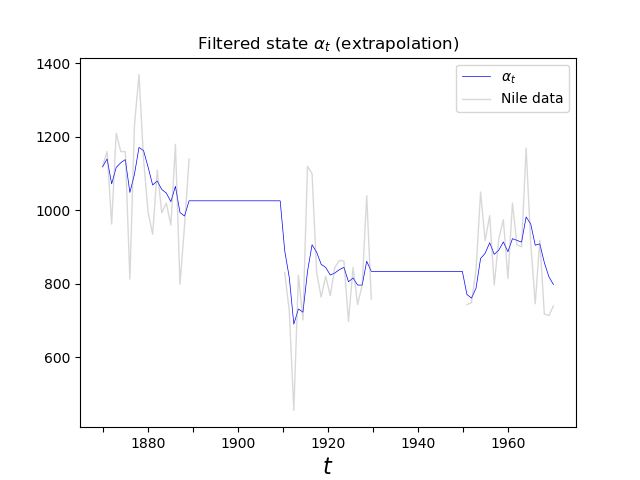 Filtered state αₜ (extrapolation)
αₜ
Nile data
1400
1200
1000
800
600
1880 1900 1920 1940 1960
t